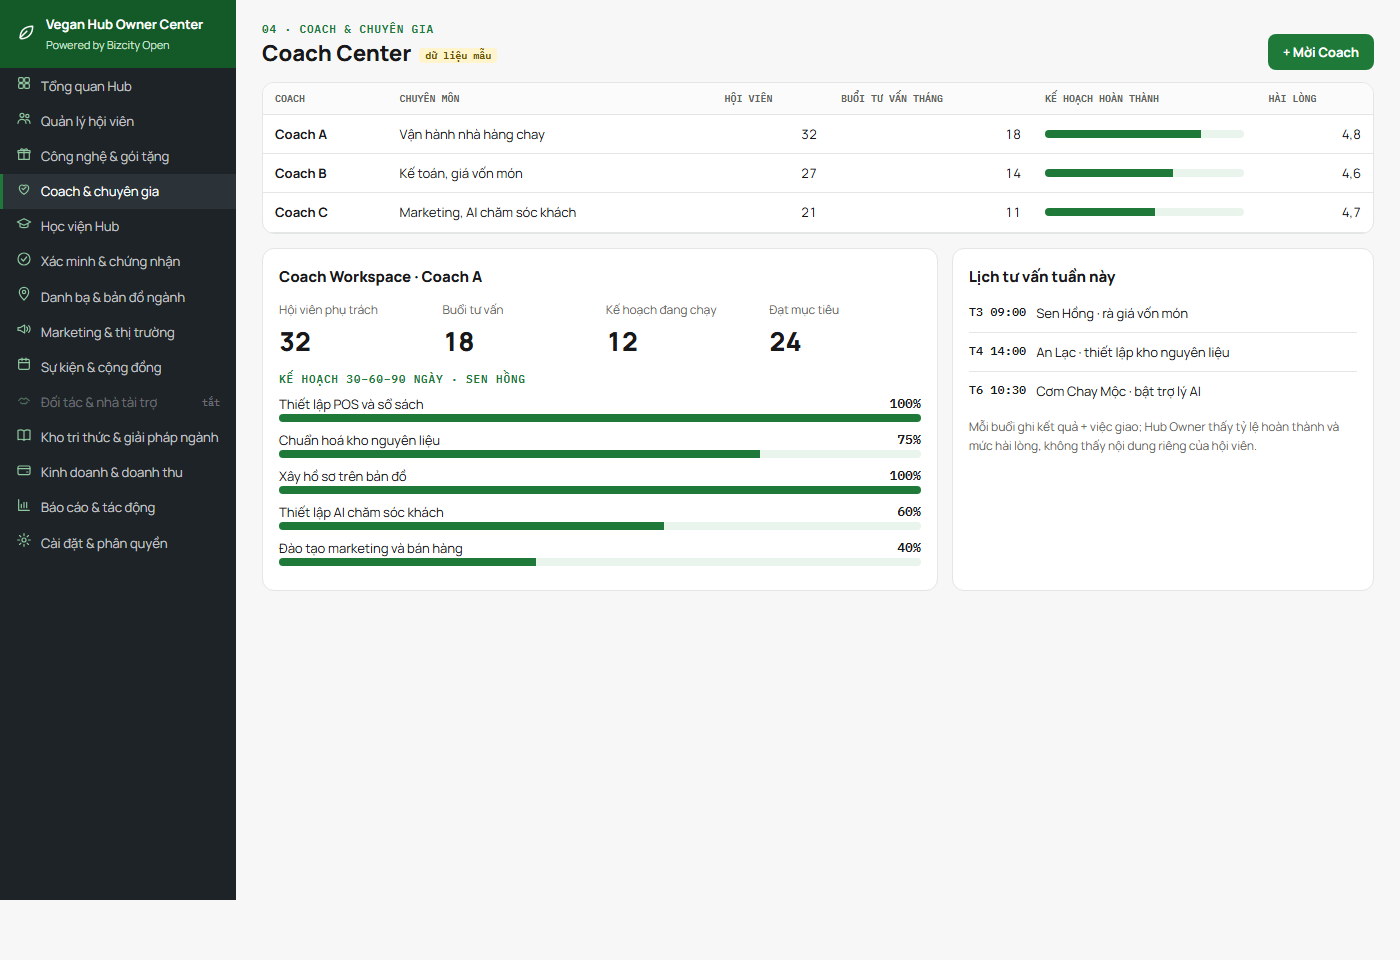 Vegan Hub Owner Center
Powered by Bizcity Open
Tổng quan Hub
Quản lý hội viên
Công nghệ & gói tặng
Coach & chuyên gia
Học viện Hub
Xác minh & chứng nhận
Danh bạ & bản đồ ngành
Marketing & thị trường
Sự kiện & cộng đồng
Đối tác & nhà tài trợ tắt
Kho tri thức & giải pháp ngành
Kinh doanh & doanh thu
Báo cáo & tác động
Cài đặt & phân quyền
04 · COACH & CHUYÊN GIA
Coach Center dữ liệu mẫu
+ Mời Coach
COACH CHUYÊN MÔN HỘI VIÊN BUỔI TƯ VẤN THÁNG KẾ HOẠCH HOÀN THÀNH HÀI LÒNG
Coach A Vận hành nhà hàng chay 32 18 4,8
Coach B Kế toán, giá vốn món 27 14 4,6
Coach C Marketing, AI chăm sóc khách 21 11 4,7
Coach Workspace · Coach A
Hội viên phụ trách Buổi tư vấn Kế hoạch đang chạy Đạt mục tiêu
32 18 12 24
KẾ HOẠCH 30–60–90 NGÀY · SEN HỒNG
Thiết lập POS và sổ sách 100%
Chuẩn hoá kho nguyên liệu 75%
Xây hồ sơ trên bản đồ 100%
Thiết lập AI chăm sóc khách 60%
Đào tạo marketing và bán hàng 40%
Lịch tư vấn tuần này
T3 09:00 Sen Hồng · rà giá vốn món
T4 14:00 An Lạc · thiết lập kho nguyên liệu
T6 10:30 Cơm Chay Mộc · bật trợ lý AI
Mỗi buổi ghi kết quả + việc giao; Hub Owner thấy tỷ lệ hoàn thành và
mức hài lòng, không thấy nội dung riêng của hội viên.